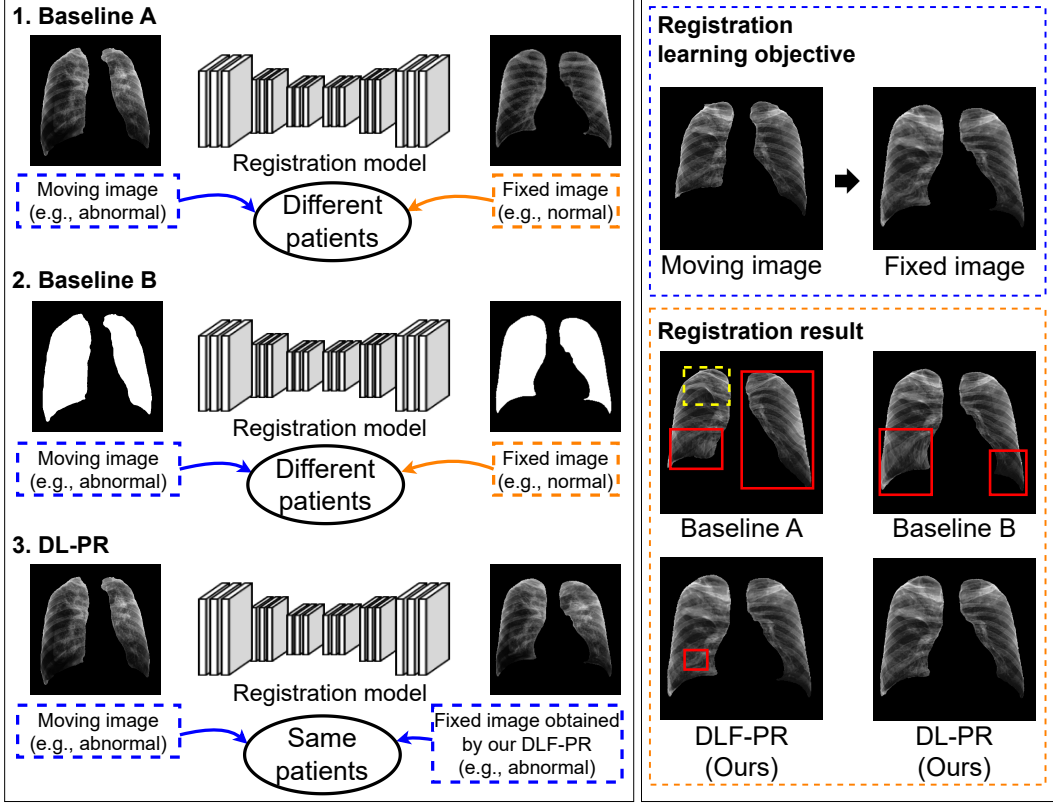 1. Baseline A
Registration model
Moving image
(e.g., abnormal)
Different
patients
Fixed image
(e.g., normal)
2. Baseline B
Registration model
Moving image
(e.g., abnormal)
Different
patients
Fixed image
(e.g., normal)
3. DL-PR
Registration model
Moving image
(e.g., abnormal)
Same
patients
Fixed image obtained
by our DLF-PR
(e.g., abnormal)
Registration
learning objective
Moving image
Fixed image
Registration result
Baseline A
Baseline B
DLF-PR
(Ours)
DL-PR
(Ours)